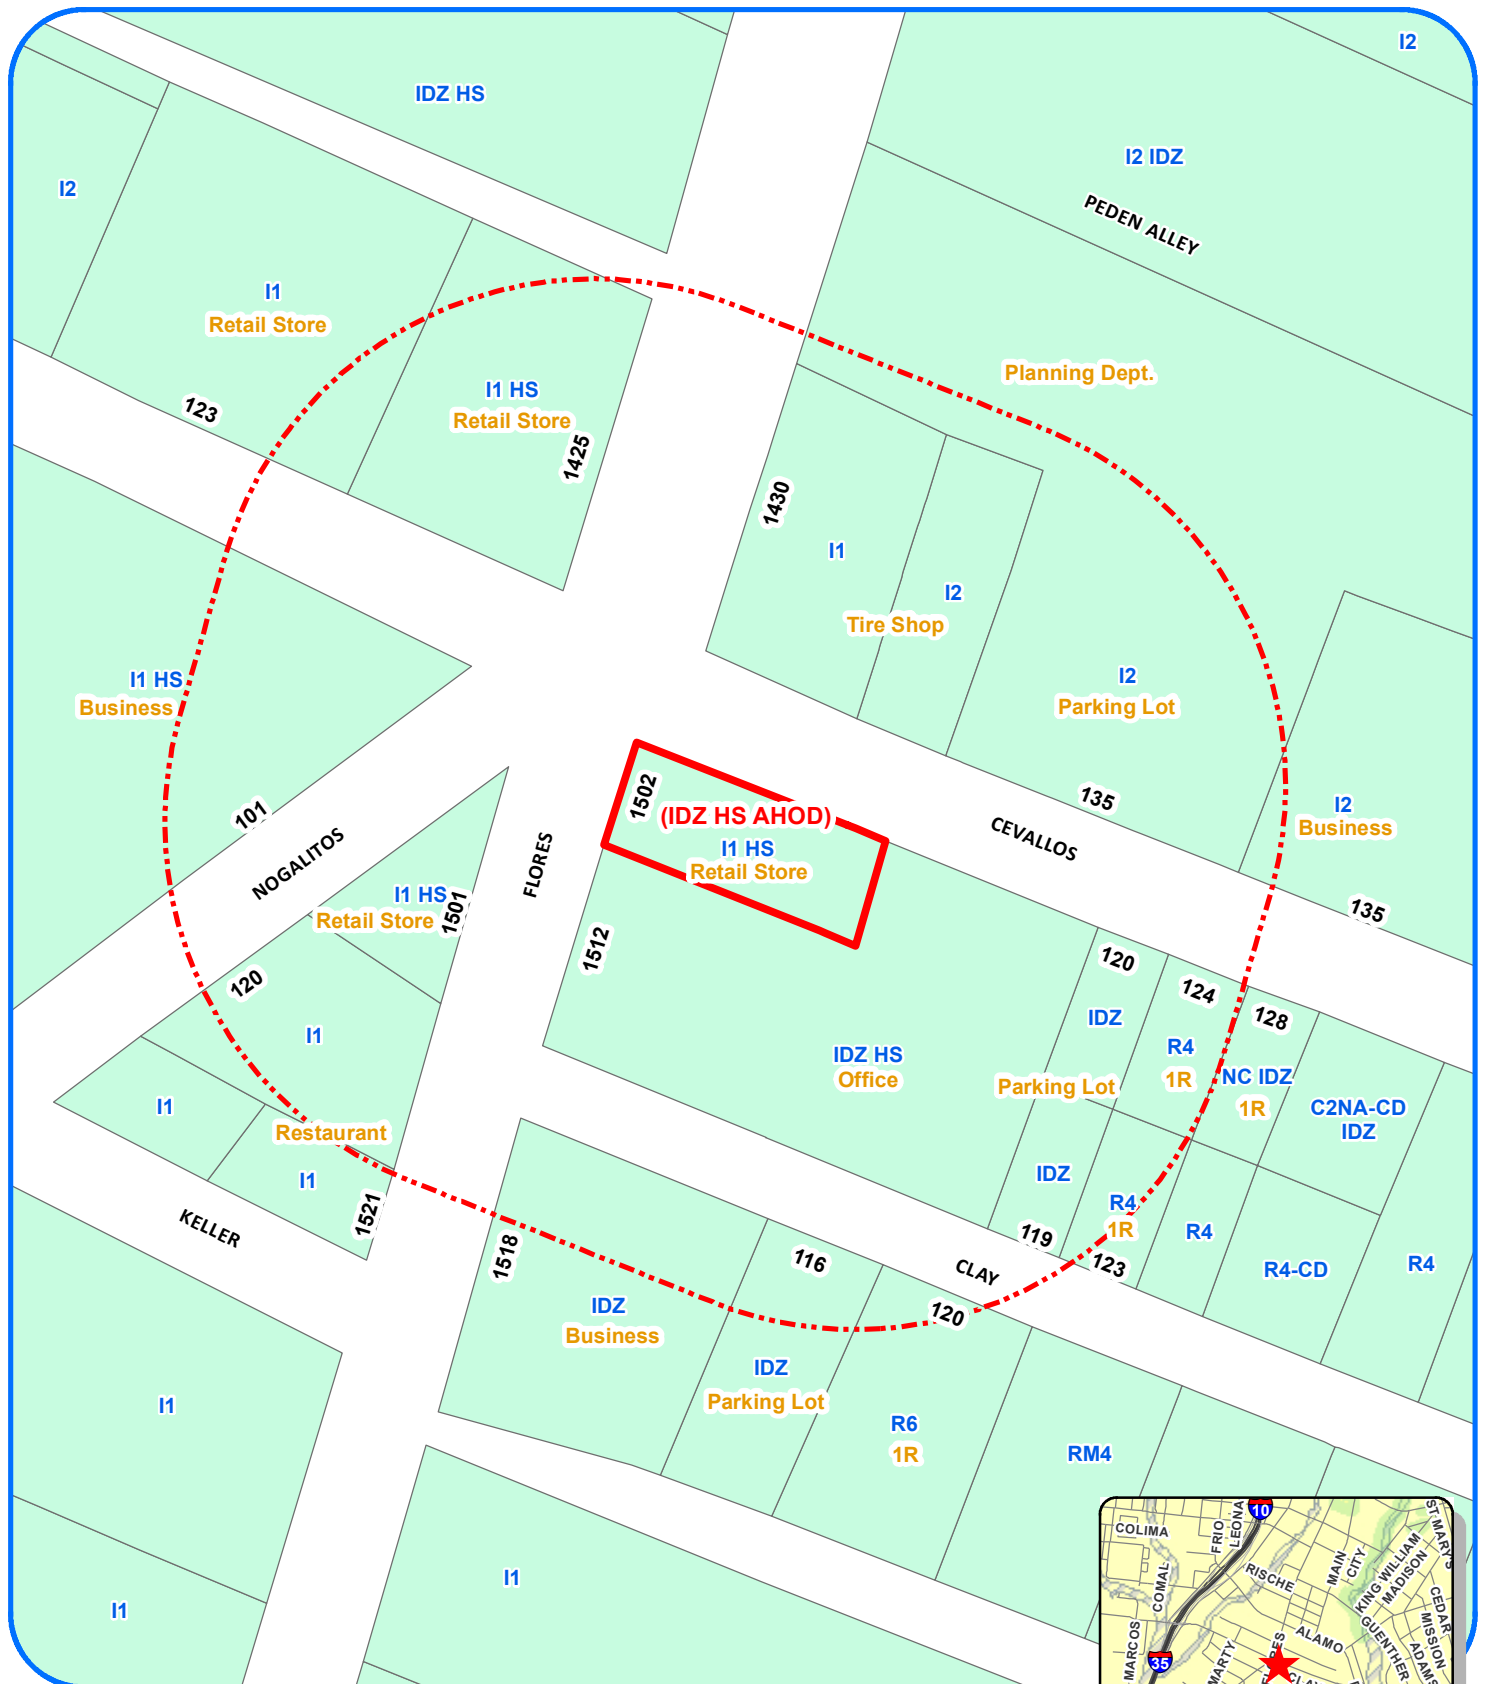 I2
IDZ HS
I2 IDZ
I2
PEDEN ALLEY
I1
Retail Store
Planning Dept.
I1 HS
Retail Store
123
1425
1430
I1
I2
Tire Shop
I1 HS
Business
I2
Parking Lot
1502
(IDZ HS AHOD)
I1 HS
Retail Store
135
I2
Business
101
NOGALITOS
FLORES
CEVALLOS
I1 HS
Retail Store
1501
135
1512
120
120
124
128
I1
IDZ
IDZ HS
Office
R4
1R
NC IDZ
1R
Parking Lot
C2NA-CD
IDZ
I1
Restaurant
I1
IDZ
R4
1R
R4
1521
KELLER
119
123
R4-CD
R4
1518
116
CLAY
120
IDZ
Business
IDZ
Parking Lot
I1
R6
1R
RM4
I1
I1
10
COLIMA
FRIO
LEONA
ST MARY'S
MAIN
CITY
KING WILLIAM
MADISON
RISCHE
COMAL
CEDAR
MISSION
ADAMS
GUENTHER
ALAMO
MARCOS
MARTY
35